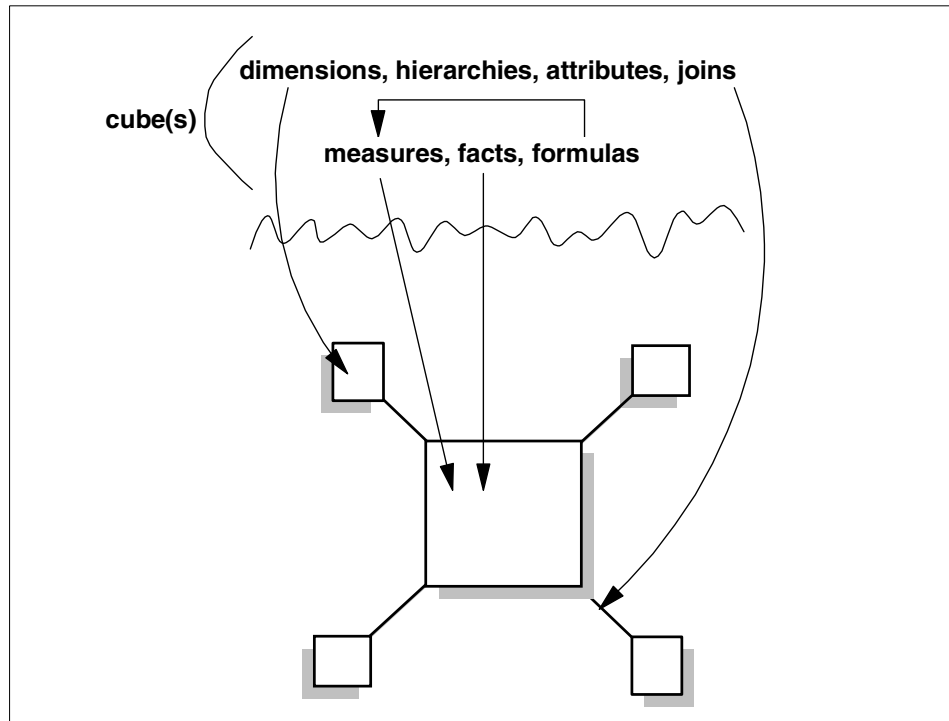 dimensions, hierarchies, attributes, joins
cube(s)
measures, facts, formulas